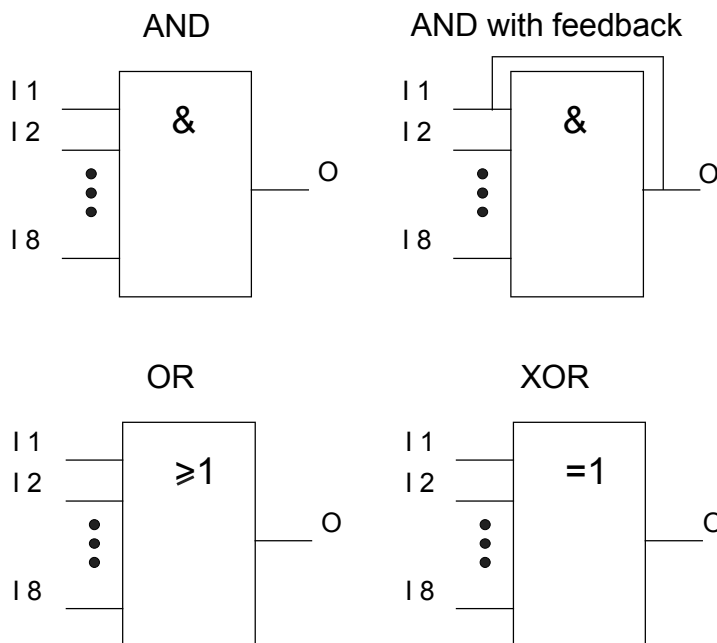 AND
I 1
&
I 2
O
I 8
AND with feedback
I 1
&
I 2
O
I 8
OR
I 1
⩾1
I 2
O
I 8
XOR
I 1
=1
I 2
O
I 8